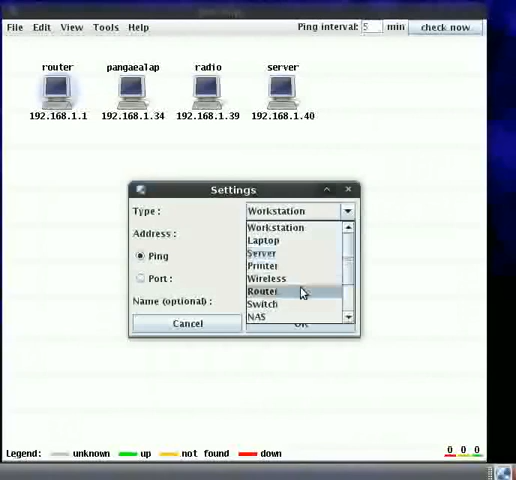 File Edit View Tools Help Ping interval: 5 min check now
router pangaealap radio server
192.168.1.1 192.168.1.34 192.168.1.39 192.168.1.40
Settings
Type : Workstation
Workstation
Laptop
Address :
Server
Ping
Printer
Port :
Wireless
Router
Name (optional) :
Switch
NAS
Cancel OK
Legend: unknown up not found down 0 0 0